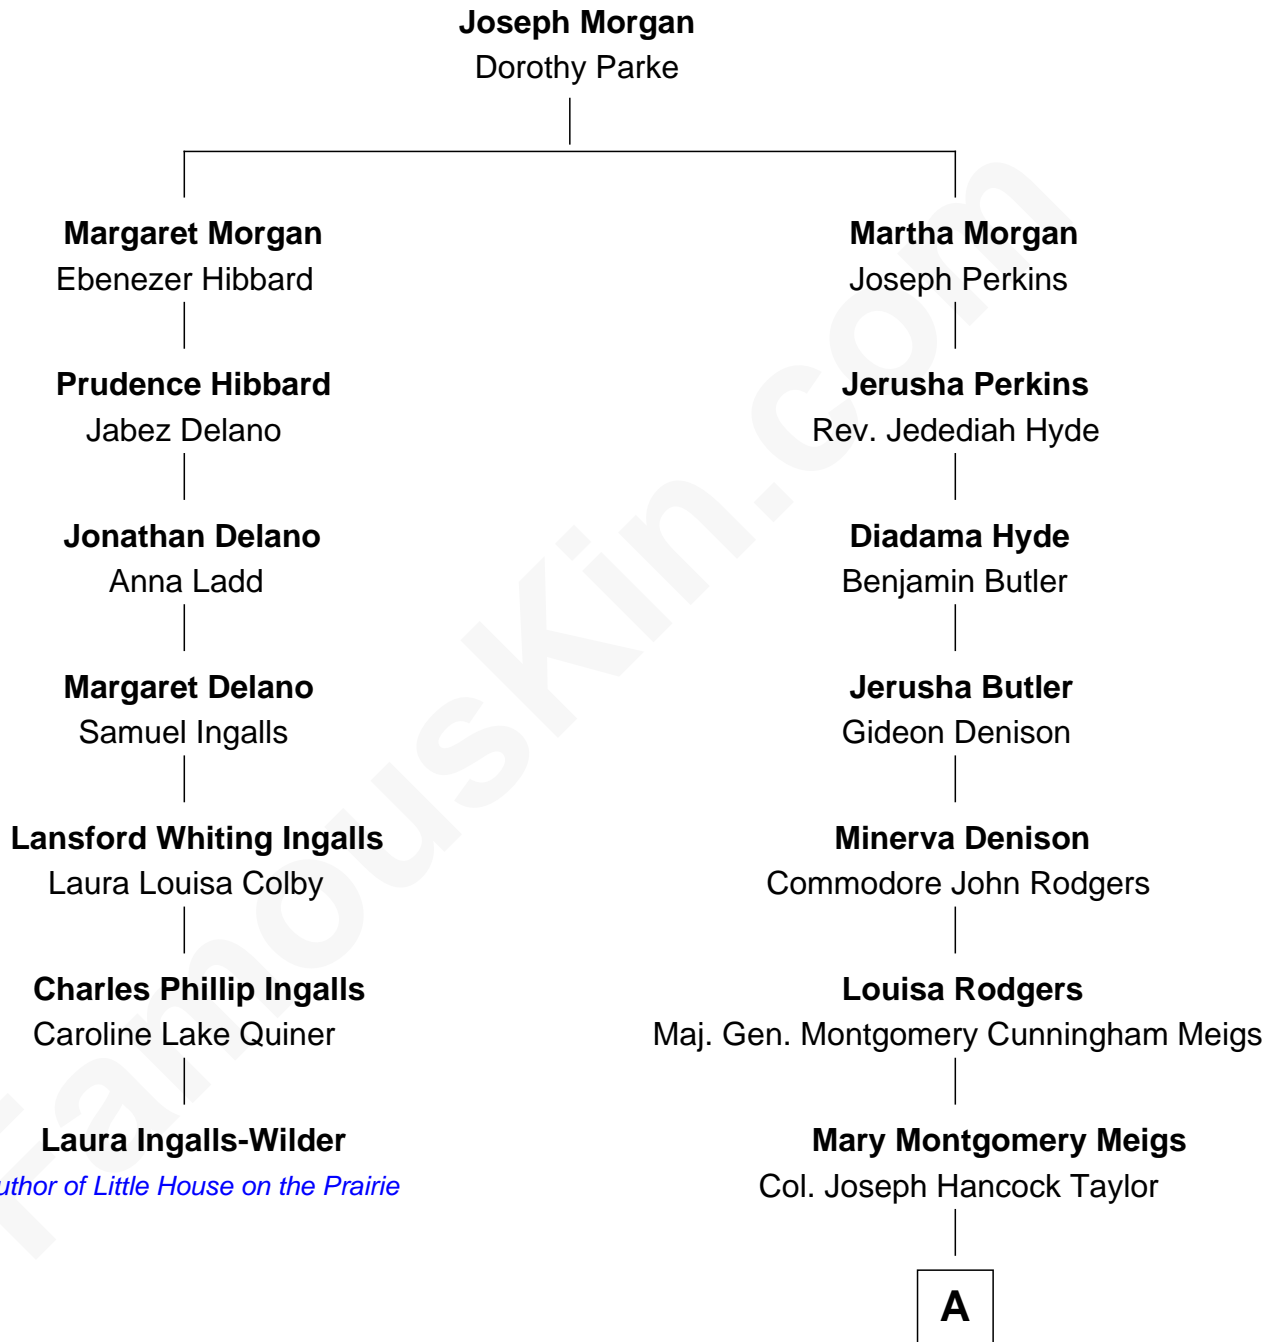 Joseph Morgan
Dorothy Parke
Margaret Morgan
Ebenezer Hibbard
Prudence Hibbard
Jabez Delano
Jonathan Delano
Anna Ladd
Margaret Delano
Samuel Ingalls
Lansford Whiting Ingalls
Laura Louisa Colby
Charles Phillip Ingalls
Caroline Lake Quiner
Laura Ingalls-Wilder
uthor of Little House on the Prairie
Martha Morgan
Joseph Perkins
Jerusha Perkins
Rev. Jedediah Hyde
Diadama Hyde
Benjamin Butler
Jerusha Butler
Gideon Denison
Minerva Denison
Commodore John Rodgers
Louisa Rodgers
Maj. Gen. Montgomery Cunningham Meigs
Mary Montgomery Meigs
Col. Joseph Hancock Taylor
A
FamousKin.com